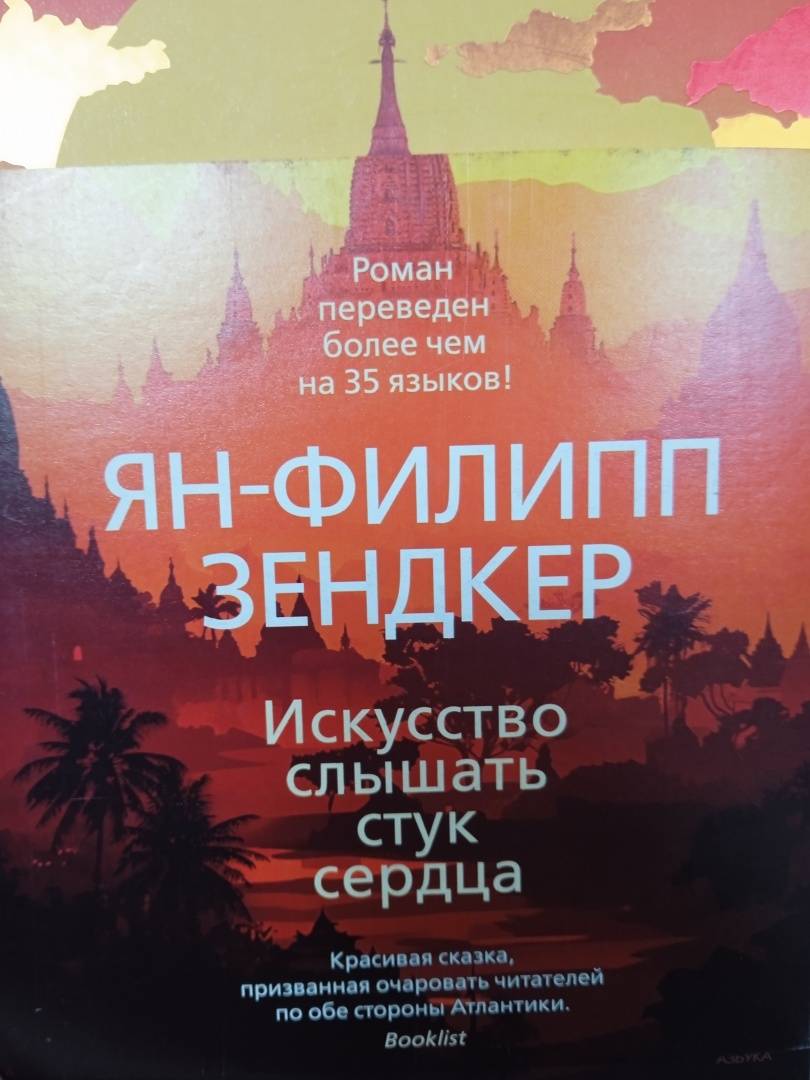 Роман
переведен
более чем
на 35 языков!
ЯН-ФИЛИПП
ЗЕНДКЕР
Искусство
слышать
стук
сердца
Красивая сказка,
призванная очаровать читателей
по обе стороны Атлантики.
Booklist
АЗБУКА